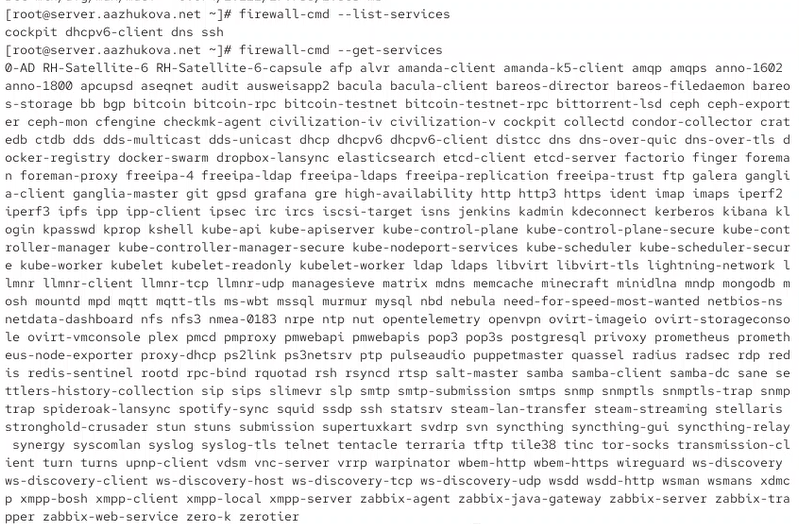 [root@server.aazhukova.net ~]# firewall-cmd --list-services
cockpit dhcpv6-client dns ssh
[root@server.aazhukova.net ~]# firewall-cmd --get-services
0-AD RH-Satellite-6 RH-Satellite-6-capsule afp alvr amanda-client amanda-k5-client amqp amqps anno-1602
anno-1800 apcupsd aseqnet audit ausweisapp2 bacula bacula-client bareos-director bareos-filedaemon bareo
s-storage bb bgp bitcoin bitcoin-rpc bitcoin-testnet bitcoin-testnet-rpc bittorrent-lsd ceph ceph-export
er ceph-mon cfengine checkmk-agent civilization-iv civilization-v cockpit collectd condor-collector crat
edb ctdb dds dds-multicast dds-unicast dhcp dhcpv6 dhcpv6-client distcc dns dns-over-quic dns-over-tls d
ocker-registry docker-swarm dropbox-lansync elasticsearch etcd-client etcd-server factorio finger forema
n foreman-proxy freeipa-4 freeipa-ldap freeipa-ldaps freeipa-replication freeipa-trust ftp galera gangli
a-client ganglia-master git gpsd grafana gre high-availability http http3 https ident imap imaps iperf2
iperf3 ipfs ipp ipp-client ipsec irc ircs iscsi-target isns jenkins kadmin kdeconnect kerberos kibana kl
ogin kpasswd kprop kshell kube-api kube-apiserver kube-control-plane kube-control-plane-secure kube-cont
roller-manager kube-controller-manager-secure kube-nodeport-services kube-scheduler kube-scheduler-secur
e kube-worker kubelet kubelet-readonly kubelet-worker ldap ldaps libvirt libvirt-tls lightning-network l
lmnr llmnr-client llmnr-tcp llmnr-udp managesieve matrix mdns memcache minecraft minidlna mndp mongodb m
osh mountd mpd mqtt mqtt-tls ms-wbt mssql murmur mysql nbd nebula need-for-speed-most-wanted netbios-ns
netdata-dashboard nfs nfs3 nmea-0183 nrpe ntp nut opentelemetry openvpn ovirt-imageio ovirt-storageconso
le ovirt-vmconsole plex pmcd pmproxy pmwebapi pmwebapis pop3 pop3s postgresql privoxy prometheus prometh
eus-node-exporter proxy-dhcp ps2link ps3netsrv ptp pulseaudio puppetmaster quassel radius radsec rdp red
is redis-sentinel rootd rpc-bind rquotad rsh rsyncd rtsp salt-master samba samba-client samba-dc sane se
ttlers-history-collection sip sips slimevr slp smtp smtp-submission smtps snmp snmptls snmptls-trap snmp
trap spideroak-lansync spotify-sync squid ssdp ssh statsrv steam-lan-transfer steam-streaming stellaris
stronghold-crusader stun stuns submission supertuxkart svdrp svn syncthing syncthing-gui syncthing-relay
synergy syscomlan syslog syslog-tls telnet tentacle terraria tftp tile38 tinc tor-socks transmission-cl
ient turn turns upnp-client vdsm vnc-server vrrp warpinator wbem-http wbem-https wireguard ws-discovery
ws-discovery-client ws-discovery-host ws-discovery-tcp ws-discovery-udp wsdd wsdd-http wsman wsmans xdmc
p xmpp-bosh xmpp-client xmpp-local xmpp-server zabbix-agent zabbix-java-gateway zabbix-server zabbix-tra
pper zabbix-web-service zero-k zerotier